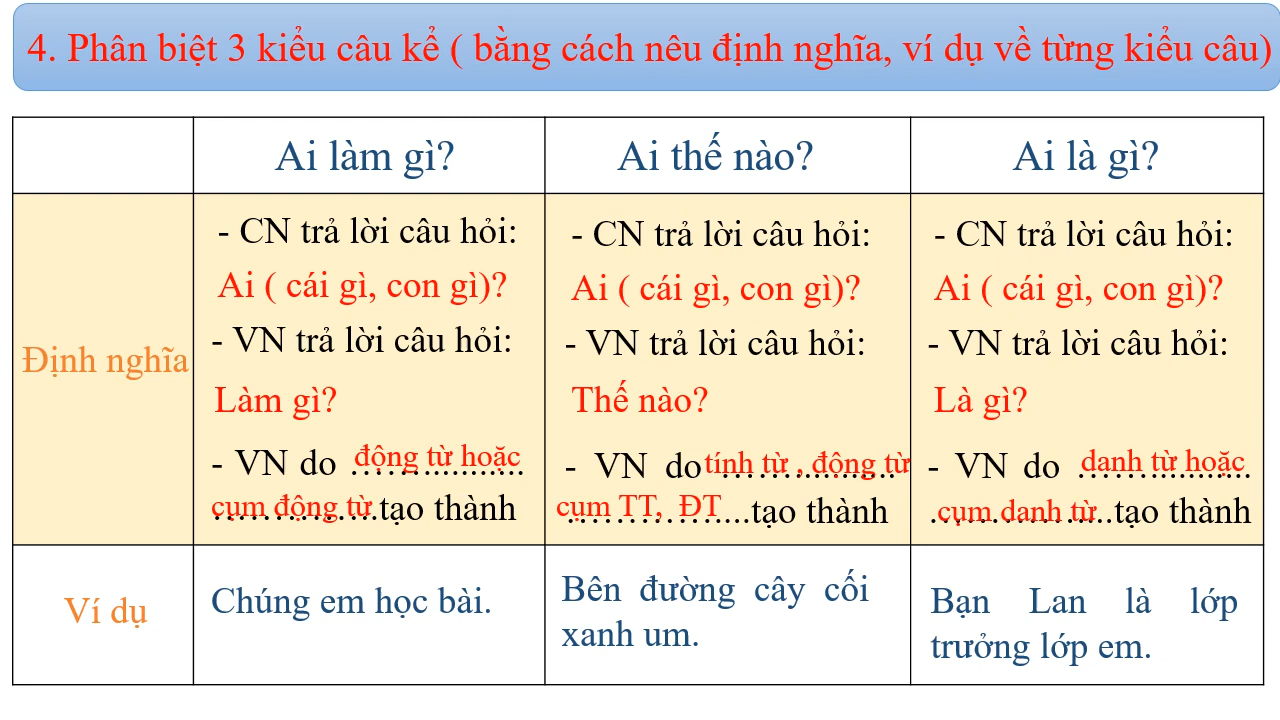 4. Phân biệt 3 kiểu câu kể ( bằng cách nêu định nghĩa, ví dụ về từng kiểu câu)
Ai làm gì?
Ai thế nào?
Ai là gì?
Định nghĩa
- CN trả lời câu hỏi:
Ai ( cái gì, con gì)?
- VN trả lời câu hỏi:
Làm gì?
- VN do động từ hoặc
cụm động từ tạo thành
- CN trả lời câu hỏi:
Ai ( cái gì, con gì)?
- VN trả lời câu hỏi:
Thế nào?
- VN do tính từ , động từ
cụm TT, ĐT tạo thành
- CN trả lời câu hỏi:
Ai ( cái gì, con gì)?
- VN trả lời câu hỏi:
Là gì?
- VN do danh từ hoặc
cụm danh từ tạo thành
Ví dụ
Chúng em học bài.
Bên đường cây cối
xanh um.
Bạn Lan là lớp
trưởng lớp em.